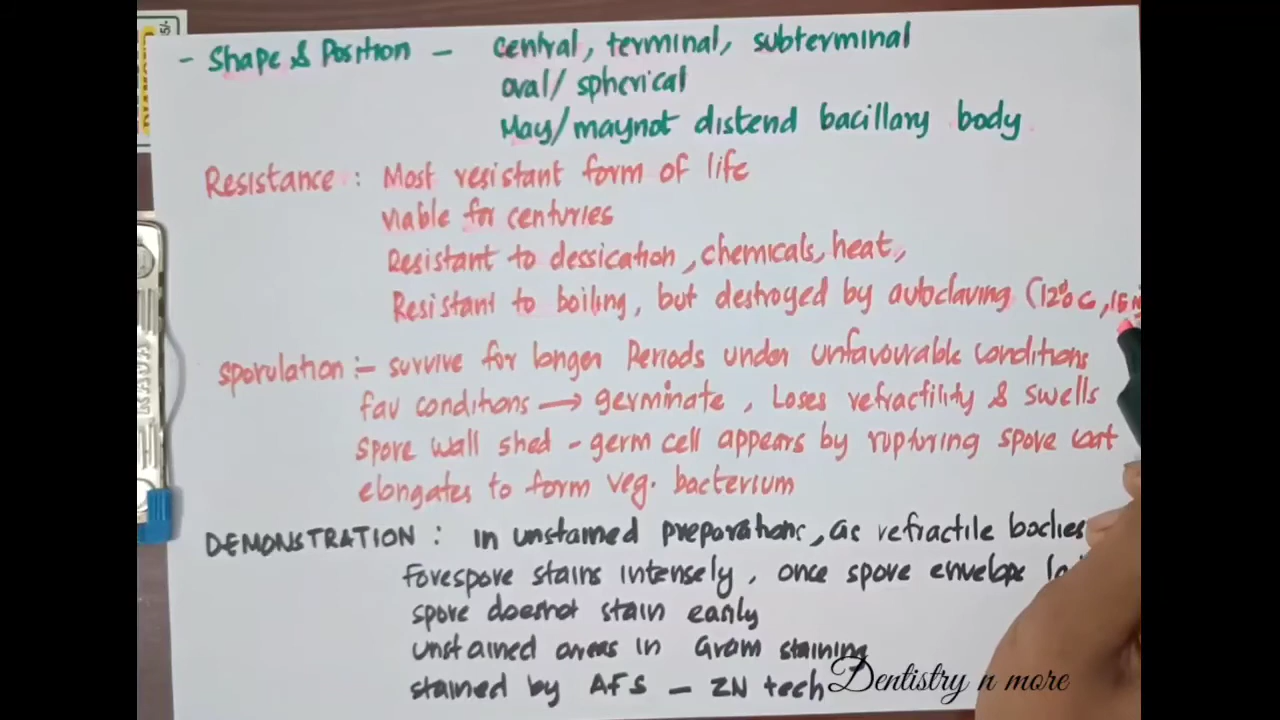 - Shape & Position - central, terminal, subterminal
oval/ spherical
May/maynot distend bacillary body
Resistance : Most resistant form of life
viable for centuries
Resistant to dessication, chemicals, heat,
Resistant to boiling, but destroyed by autoclaving (120°C, 15
Sporulation :- survive for longer Periods under unfavourable conditions
fav conditions → germinate, Loses refractility & swells
spore wall shed - germ cell appears by rupturing spore coat
elongates to form veg. bacterium
DEMONSTRATION : In unstained preparations, as refractile bodies
Forespore stains intensely, once spore envelope
spore doesnot stain easily
unstained areas in Gram staining
stained by AFS - ZN tech
Dentistry n more